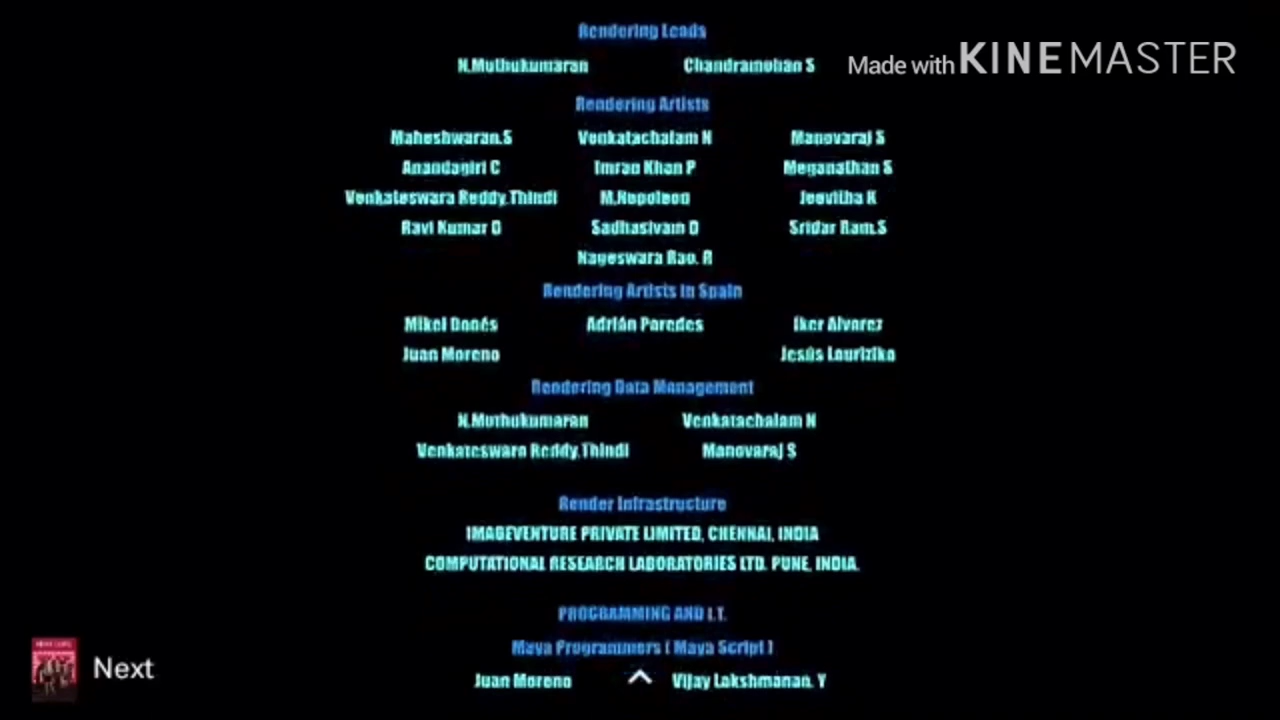 Rendering Leads
N.Muthukumaran Chandramohan S
Made with KINEMASTER
Rendering Artists
Maheshwaran.S Venkatachalam N Manovaraj S
Anandagiri C Imran Khan P Meganathan S
Venkateswara Reddy.Thindi M.Nepoleon Jeevitha K
Ravi Kumar D Sadhasivam D Sridar Ram.S
Nageswara Rao. R
Rendering Artists in Spain
Mikel Donés Adrián Paredes Iker Alvarez
Juan Moreno Jesús Lourizika
Rendering Data Management
N.Muthukumaran Venkatachalam N
Venkateswara Reddy.Thindi Manovaraj S
Render Infrastructure
IMAGEVENTURE PRIVATE LIMITED, CHENNAI, INDIA
COMPUTATIONAL RESEARCH LABORATORIES LTD. PUNE, INDIA.
PROGRAMMING AND I.T.
Maya Programmers ( Maya Script )
Juan Moreno Vijay Lakshmanan. Y
Next